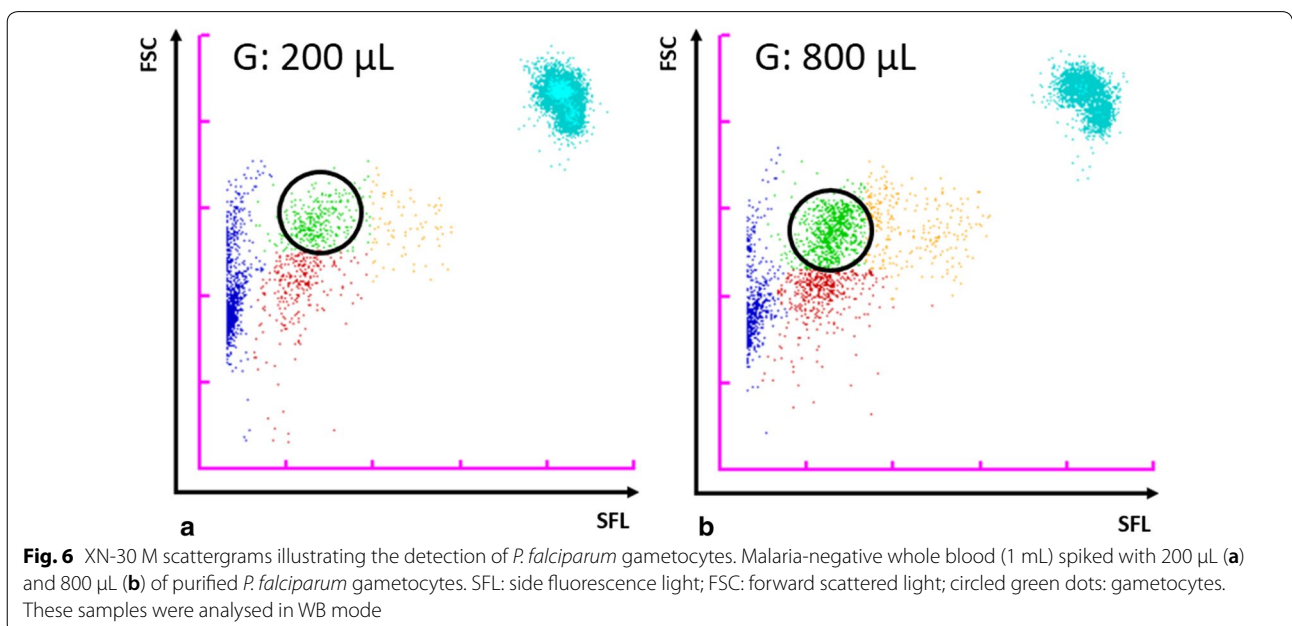 FSC
G: 200 µL
SFL
a
FSC
G: 800 µL
SFL
b
Fig. 6 XN-30 M scattergrams illustrating the detection of P. falciparum gametocytes. Malaria-negative whole blood (1 mL) spiked with 200 µL (a)
and 800 µL (b) of purified P. falciparum gametocytes. SFL: side fluorescence light; FSC: forward scattered light; circled green dots: gametocytes.
These samples were analysed in WB mode